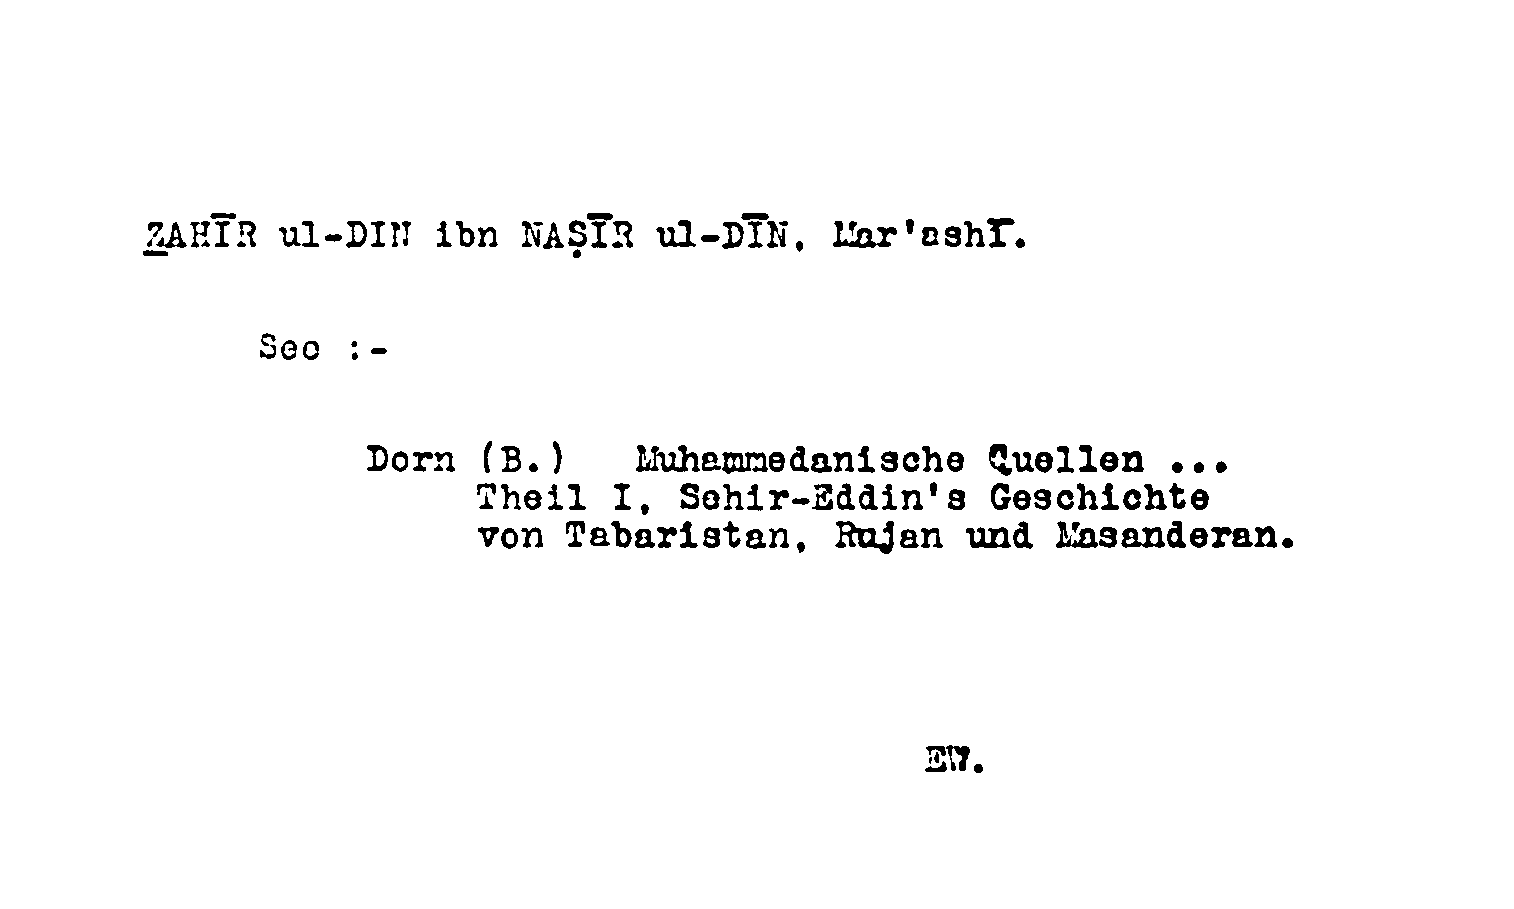 Z̲AHĪR ul-DIN ibn NAṢĪR ul-DĪN, Mar'ashī.
See :-
Dorn (B.) Muhammedanische Quellen ...
Theil I, Sehir-Eddin's Geschichte
von Tabaristan, Rujan und Masanderan.
EW.